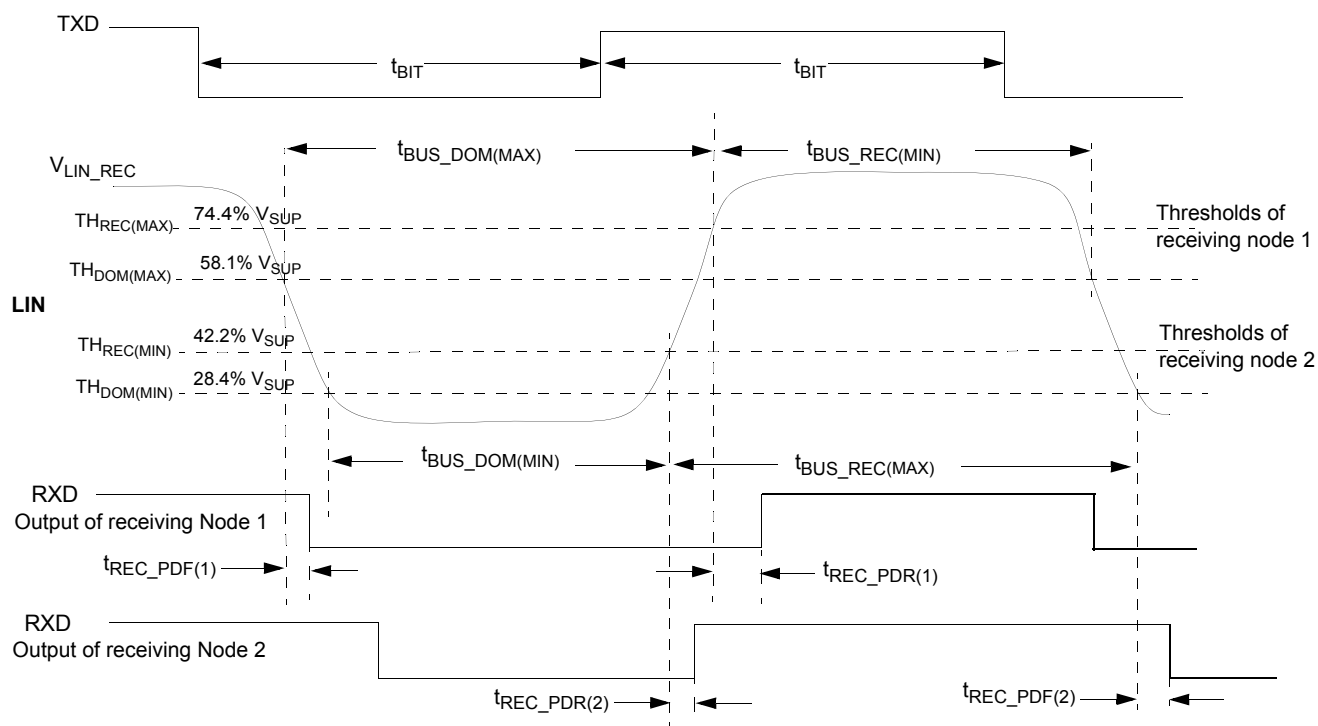 TXD
tBIT
tBIT
tBUS_DOM(MAX)
tBUS_REC(MIN)
VLIN_REC
THREC(MAX) 74.4% VSUP
Thresholds of
receiving node 1
THDOM(MAX) 58.1% VSUP
LIN
THREC(MIN) 42.2% VSUP
Thresholds of
receiving node 2
THDOM(MIN) 28.4% VSUP
tBUS_DOM(MIN)
tBUS_REC(MAX)
RXD
Output of receiving Node 1
tREC_PDF(1)
tREC_PDR(1)
RXD
Output of receiving Node 2
tREC_PDR(2)
tREC_PDF(2)